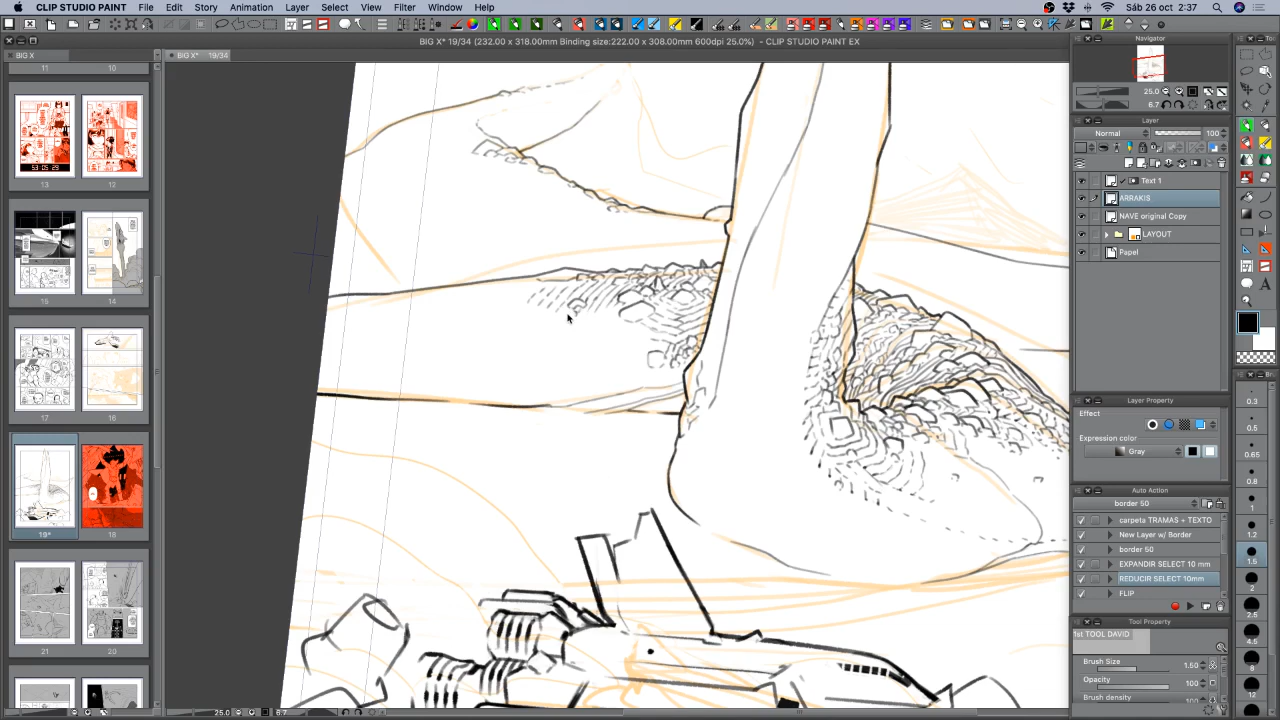 CLIP STUDIO PAINT File Edit Story Animation Layer Select View Filter Window Help Sáb 26 oct 2:37
BIG X* 19/34 (232.00 x 318.00mm Binding size:222.00 x 308.00mm 600dpi 25.0%) - CLIP STUDIO PAINT EX
BIG X
BIG X* 19/34
11 10
13 12
15 14
17 16
19* 18
21 20
25.0
6.7
Navigator
25.0
6.7
Layer
Normal 100
Text 1
ARRAKIS
NAVE original Copy
LAYOUT
Papel
Layer Property
Effect
Expression color
Gray
Auto Action
border 50
carpeta TRAMAS + TEXTO
New Layer w/ Border
border 50
EXPANDIR SELECT 10 mm
REDUCIR SELECT 10mm
FLIP
Tool Property
1st TOOL DAVID
Brush Size 1.50
Opacity 100
Brush density 100
0.3
0.5
0.65
0.8
1
1.2
1.5
2
2.5
3
4.5
8
12